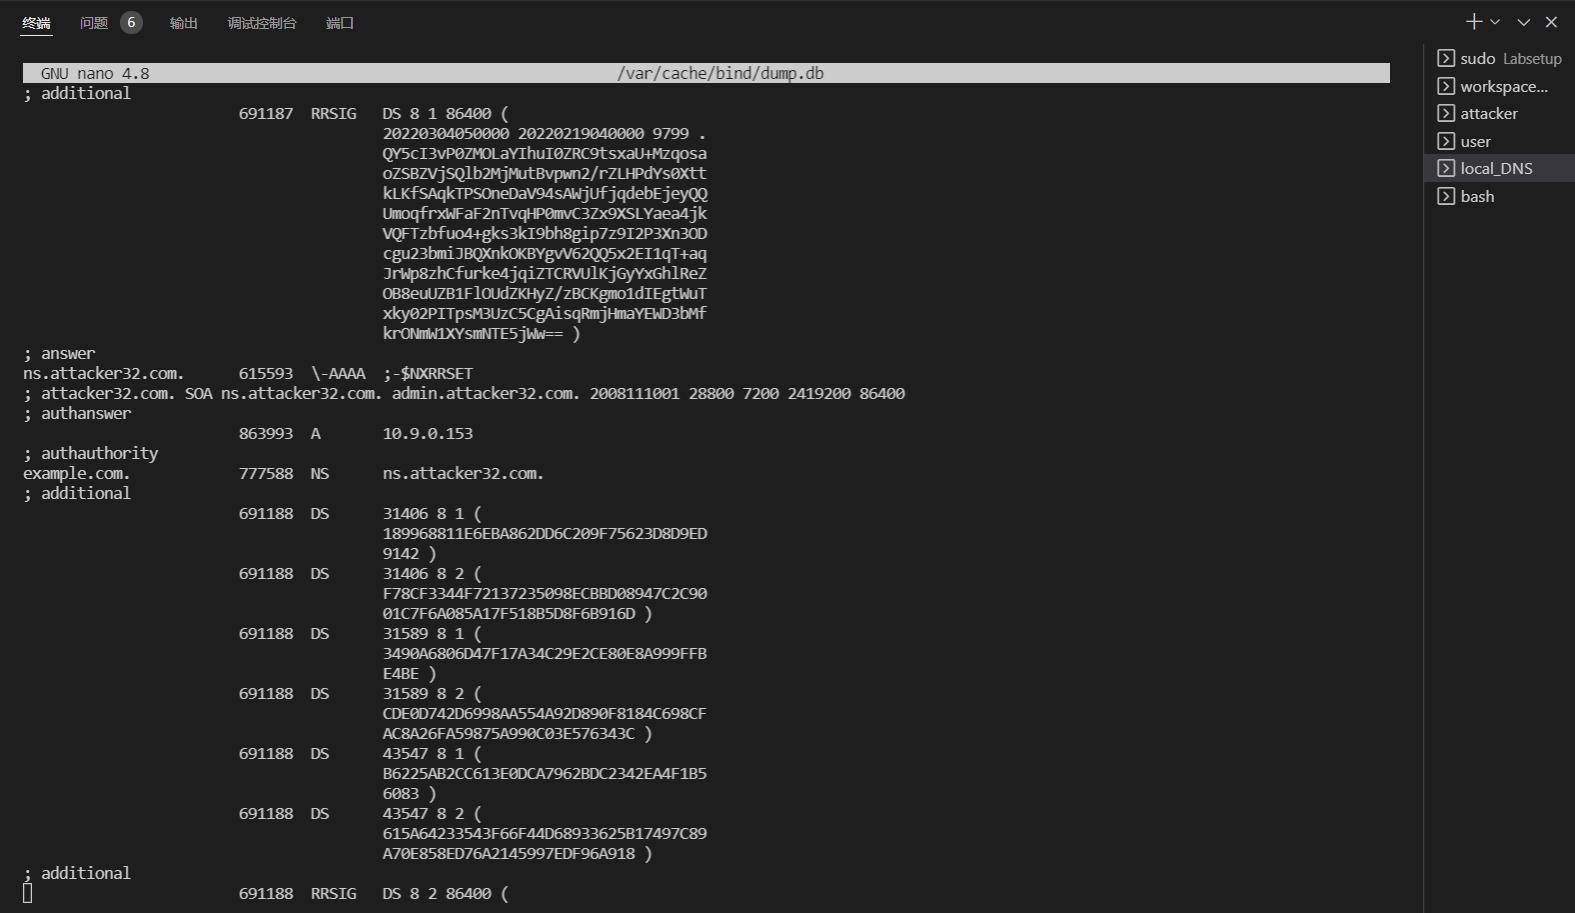 终端 问题 6 输出 调试控制台 端口
GNU nano 4.8 /var/cache/bind/dump.db
; additional
691187 RRSIG DS 8 1 86400 (
20220304050000 20220219040000 9799 .
QY5cI3vP0ZMOLaYIhuI0ZRC9tsxaU+Mzqosa
oZSBZVjSQlb2MjMutBvpwn2/rZLHPdYs0Xtt
kLKfSAqkTPSOneDaV94sAWjUfjqdebEjeyQQ
UmoqfrxWFaF2nTvqHP0mvC3Zx9XSLYaea4jk
VQFTzbfuo4+gks3kI9bh8gip7z9I2P3Xn3OD
cgu23bmiJBQXnkOKBYgvV62QQ5x2EI1qT+aq
JrWp8zhCfurke4jqiZTCRVUlKjGyYxGhlReZ
OB8euUZB1FlOUdZKHyZ/zBCKgmo1dIEgtWuT
xky02PITpsM3UzC5CgAisqRmjHmaYEWD3bMf
krONmW1XYsmNTE5jWw== )
; answer
ns.attacker32.com. 615593 \-AAAA ;-$NXRRSET
; attacker32.com. SOA ns.attacker32.com. admin.attacker32.com. 2008111001 28800 7200 2419200 86400
; authanswer
863993 A 10.9.0.153
; authauthority
example.com. 777588 NS ns.attacker32.com.
; additional
691188 DS 31406 8 1 (
189968811E6EBA862DD6C209F75623D8D9ED
9142 )
691188 DS 31406 8 2 (
F78CF3344F72137235098ECBBD08947C2C90
01C7F6A085A17F518B5D8F6B916D )
691188 DS 31589 8 1 (
3490A6806D47F17A34C29E2CE80E8A999FFB
E4BE )
691188 DS 31589 8 2 (
CDE0D742D6998AA554A92D890F8184C698CF
AC8A26FA59875A990C03E576343C )
691188 DS 43547 8 1 (
B6225AB2CC613E0DCA7962BDC2342EA4F1B5
6083 )
691188 DS 43547 8 2 (
615A64233543F66F44D68933625B17497C89
A70E858ED76A2145997EDF96A918 )
; additional
691188 RRSIG DS 8 2 86400 (
sudo Labsetup
workspace...
attacker
user
local_DNS
bash